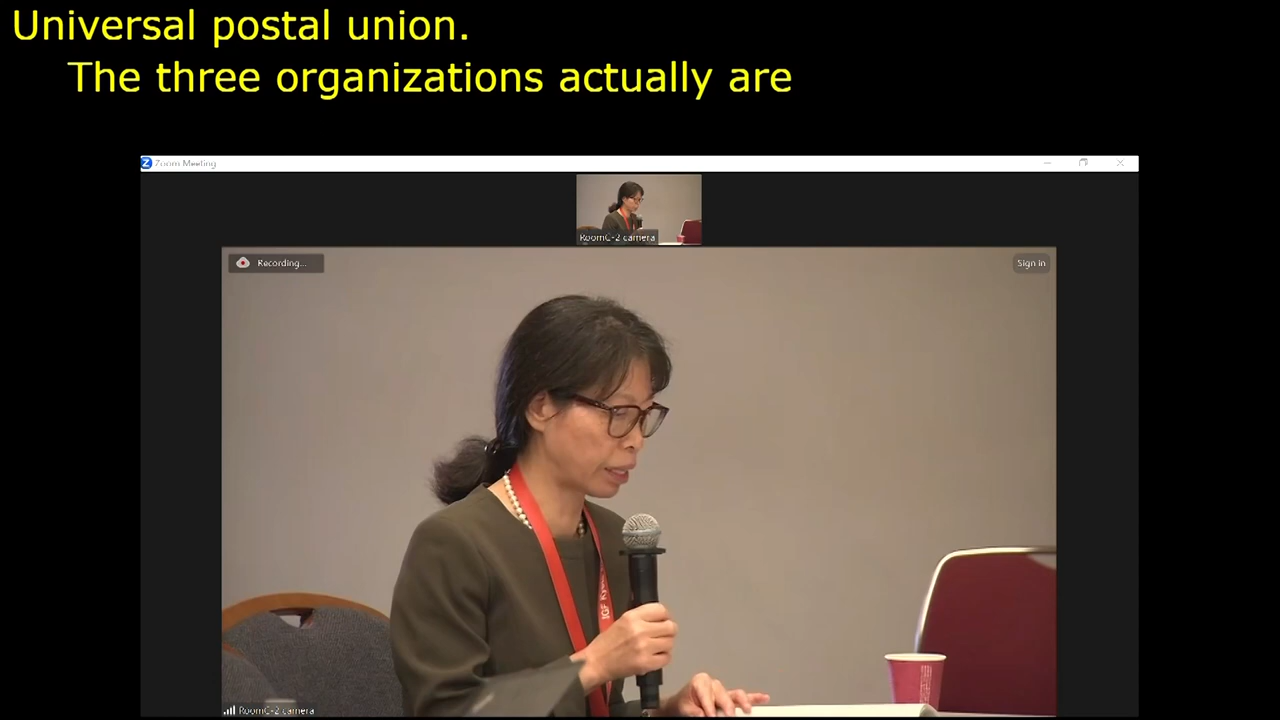 Universal postal union.
The three organizations actually are
Zoom Meeting
RoomC-2 camera
Recording...
Sign in
IGF
RoomC-2 camera